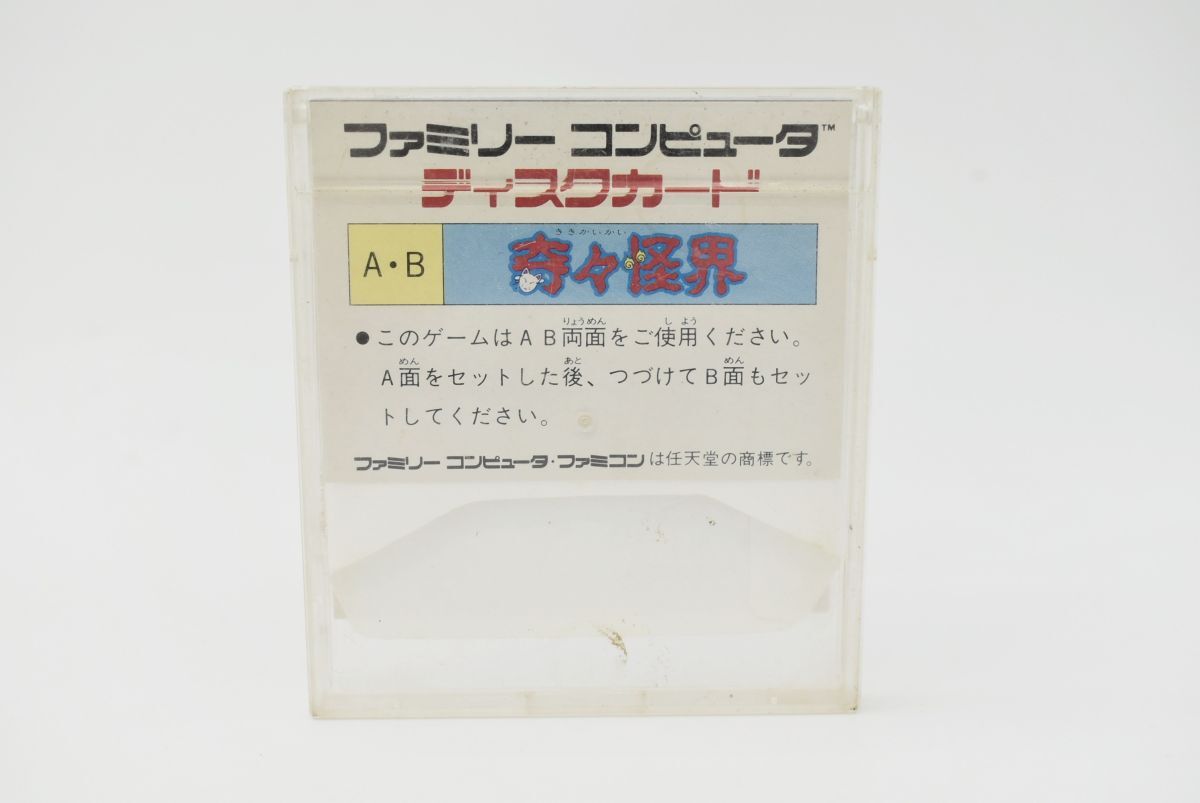 ファミリー コンピュータ™
ディスクカード
A・B
ききかいかい
奇々怪界
りょうめん しよう
●このゲームはAB両面をご使用ください。
めん あと めん
A面をセットした後、つづけてB面もセッ
トしてください。
ファミリー コンピュータ・ファミコンは任天堂の商標です。